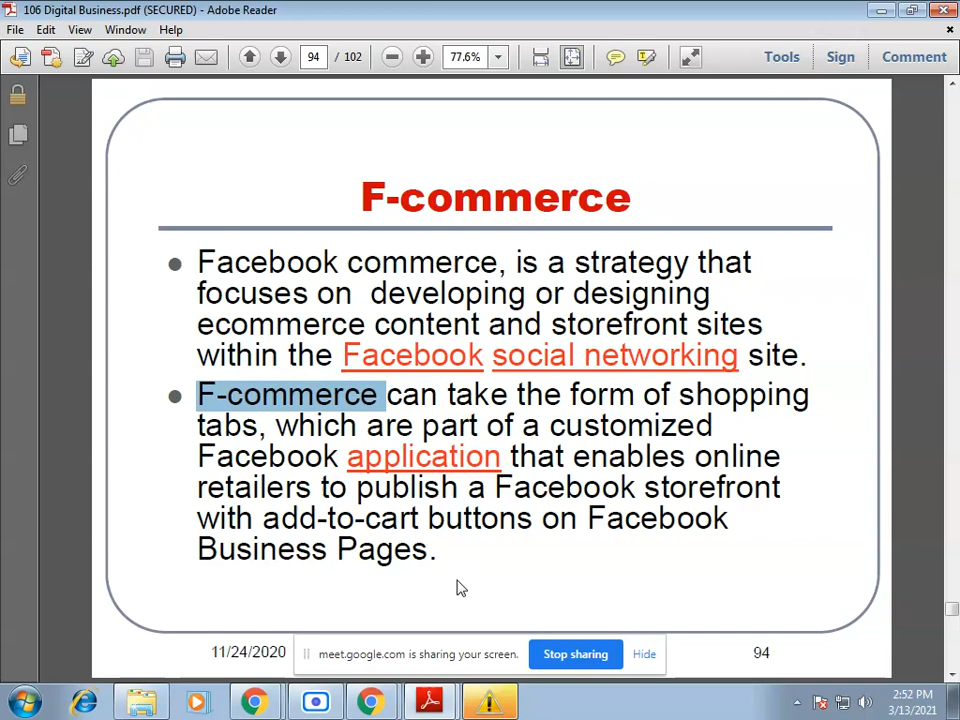 106 Digital Business.pdf (SECURED) - Adobe Reader
File Edit View Window Help
94 / 102 77.6% Tools Sign Comment
F-commerce
Facebook commerce, is a strategy that
focuses on developing or designing
ecommerce content and storefront sites
within the Facebook social networking site.
F-commerce can take the form of shopping
tabs, which are part of a customized
Facebook application that enables online
retailers to publish a Facebook storefront
with add-to-cart buttons on Facebook
Business Pages.
11/24/2020 94
meet.google.com is sharing your screen. Stop sharing Hide
2:52 PM
3/13/2021